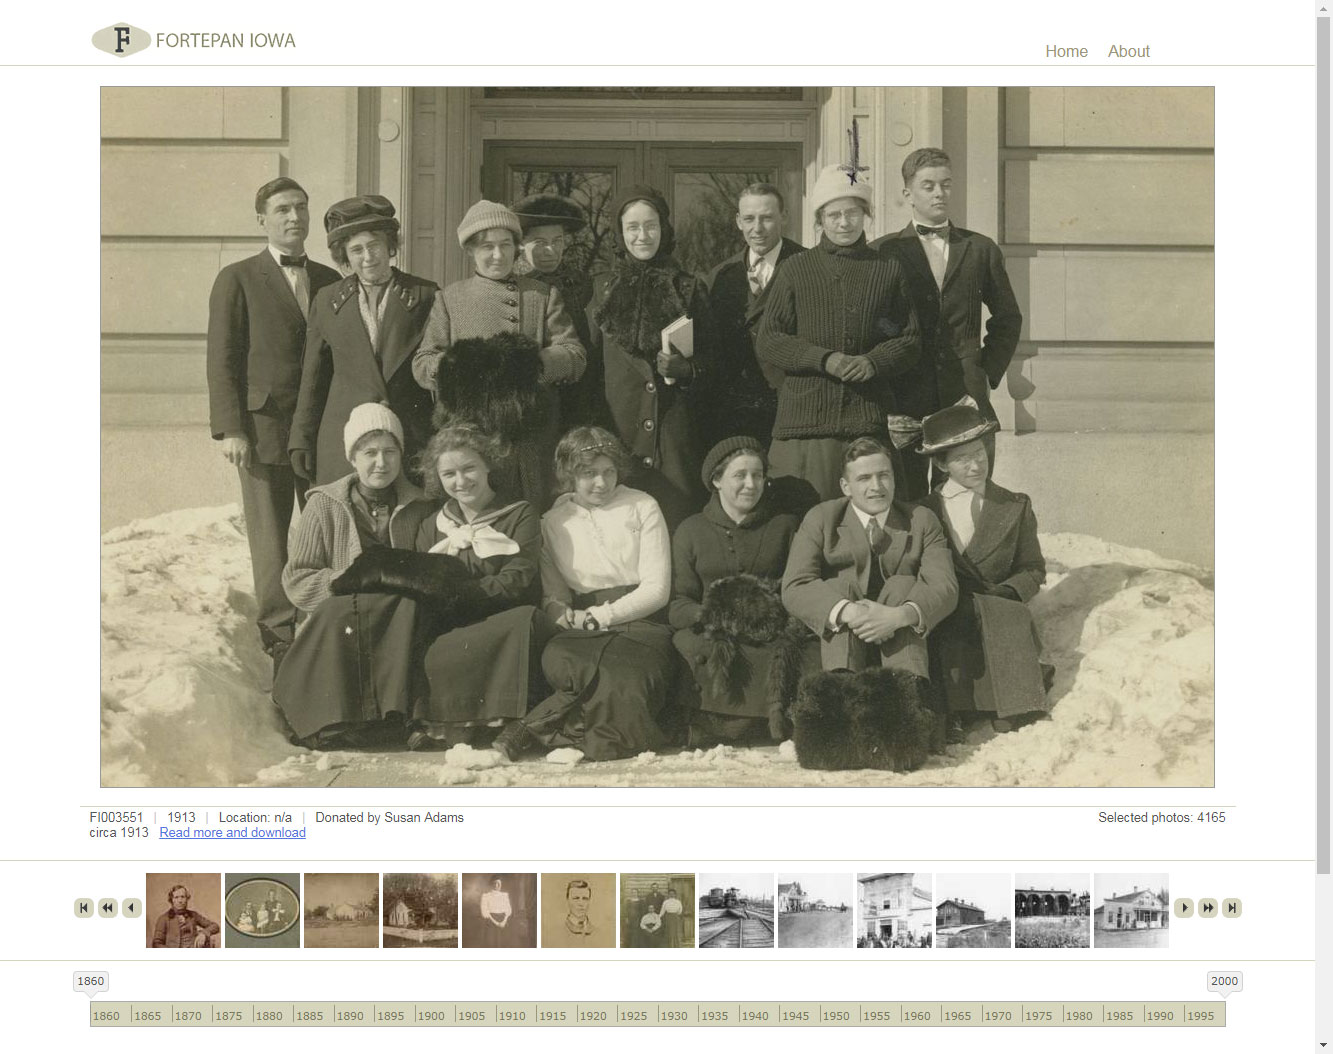 F FORTEPAN IOWA
Home About
FI003551 | 1913 | Location: n/a | Donated by Susan Adams
Selected photos: 4165
circa 1913 Read more and download
1860
2000
1860 1865 1870 1875 1880 1885 1890 1895 1900 1905 1910 1915 1920 1925 1930 1935 1940 1945 1950 1955 1960 1965 1970 1975 1980 1985 1990 1995